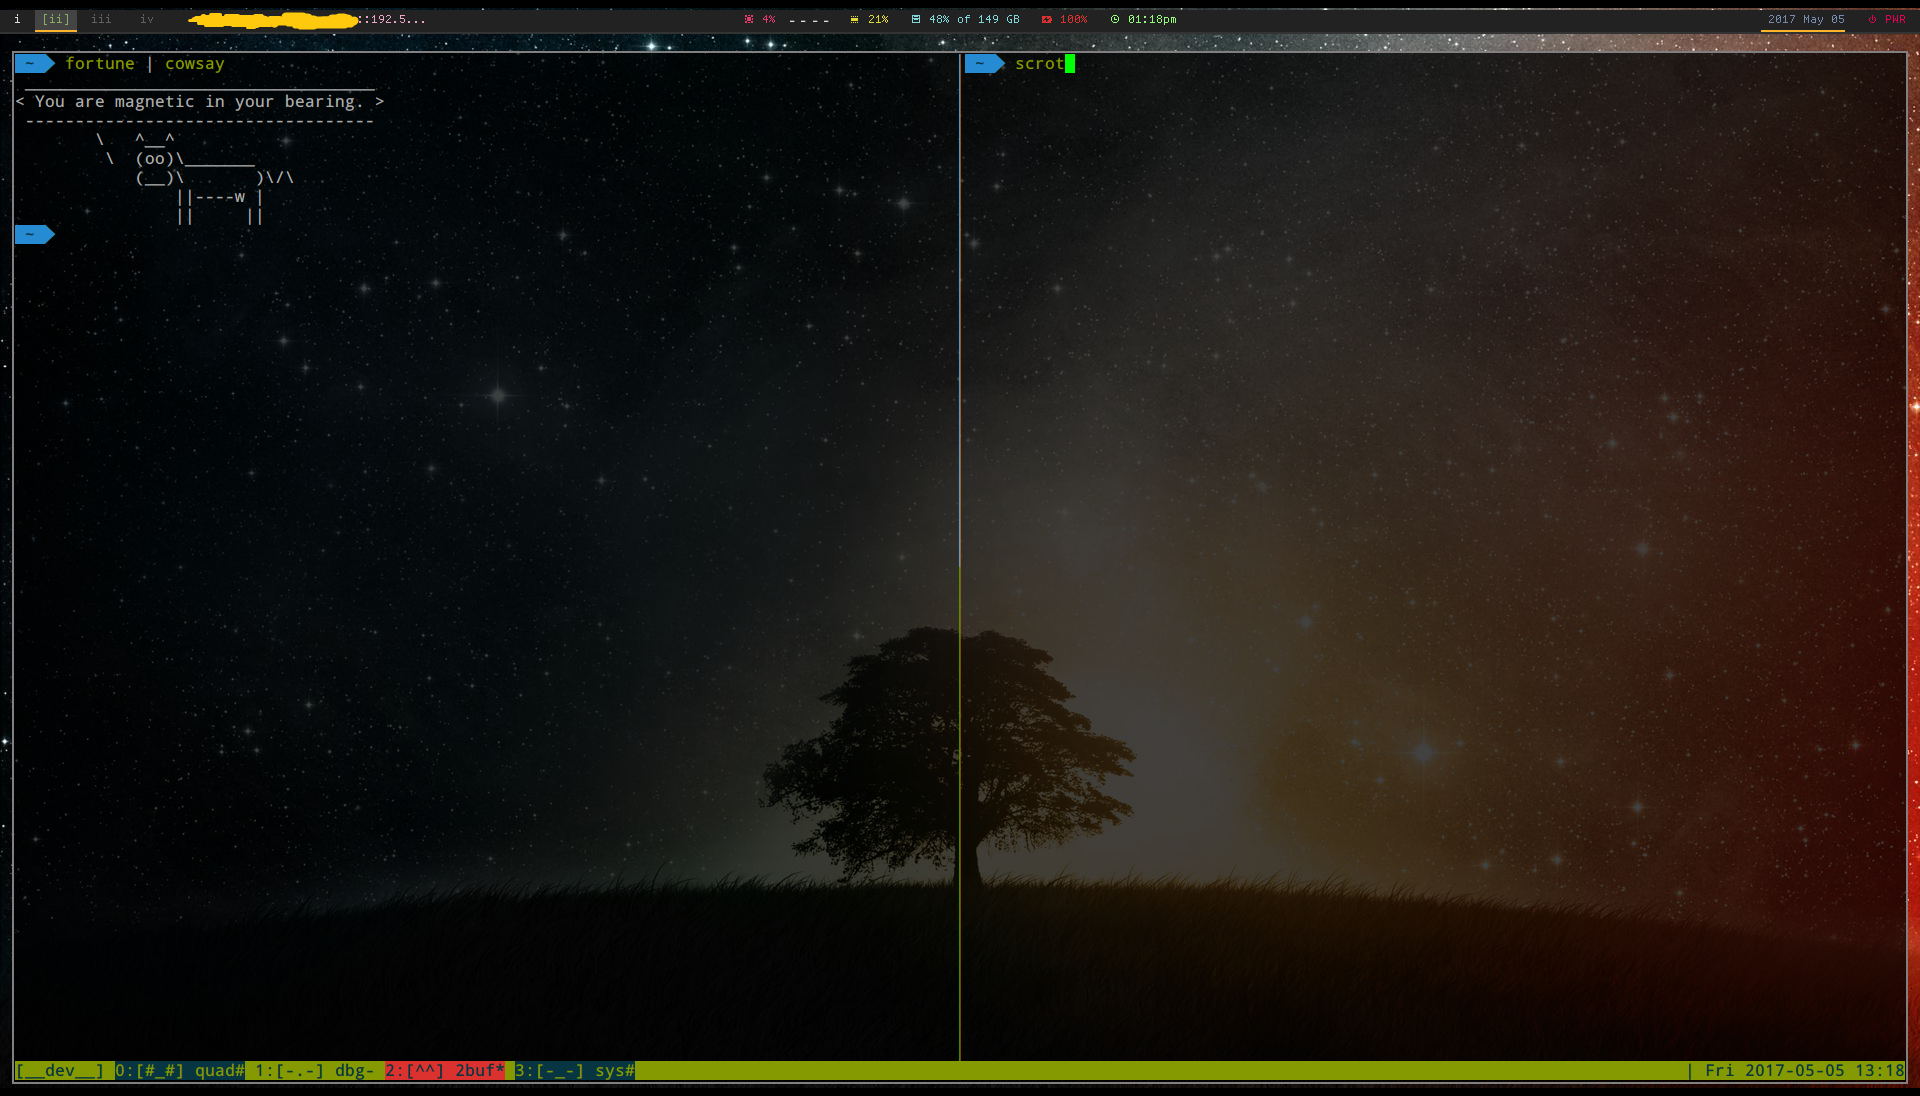 i [ii] iii iv ::192.5... 4% ---- 21% 48% of 149 GB 100% 01:18pm 2017 May 05 PWR
~ fortune | cowsay
 ___________________________________
< You are magnetic in your bearing. >
 -----------------------------------
        \   ^__^
         \  (oo)\_______
            (__)\       )\/\
                ||----w |
                ||     ||
~
~ scrot
[__dev__] 0:[#_#] quad# 1:[-.-] dbg- 2:[^^] 2buf* 3:[-_-] sys# | Fri 2017-05-05 13:18